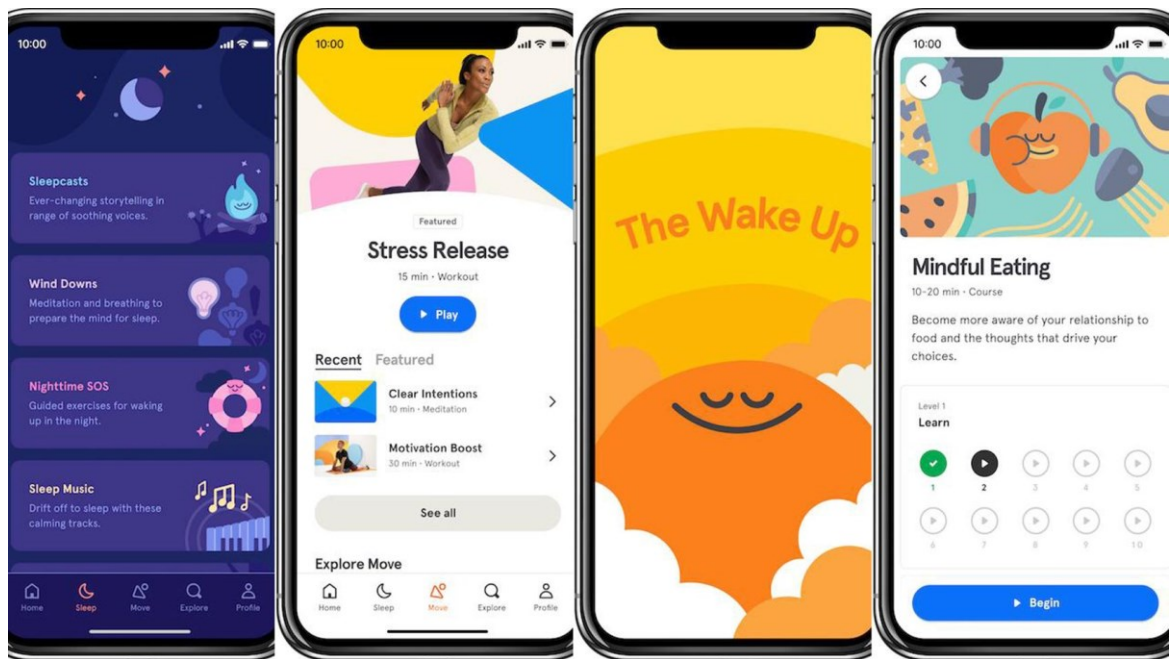 10:00
Sleepcasts
Ever-changing storytelling in
range of soothing voices.
Wind Downs
Meditation and breathing to
prepare the mind for sleep.
Nighttime SOS
Guided exercises for waking
up in the night.
Sleep Music
Drift off to sleep with these
calming tracks.
Home Sleep Move Explore Profile
10:00
Featured
Stress Release
15 min · Workout
Play
Recent Featured
Clear Intentions
10 min · Meditation
Motivation Boost
30 min · Workout
See all
Explore Move
Home Sleep Move Explore Profile
The Wake Up
10:00
Mindful Eating
10-20 min · Course
Become more aware of your relationship to
food and the thoughts that drive your
choices.
Level 1
Learn
1 2 3 4 5
6 7 8 9 10
Begin